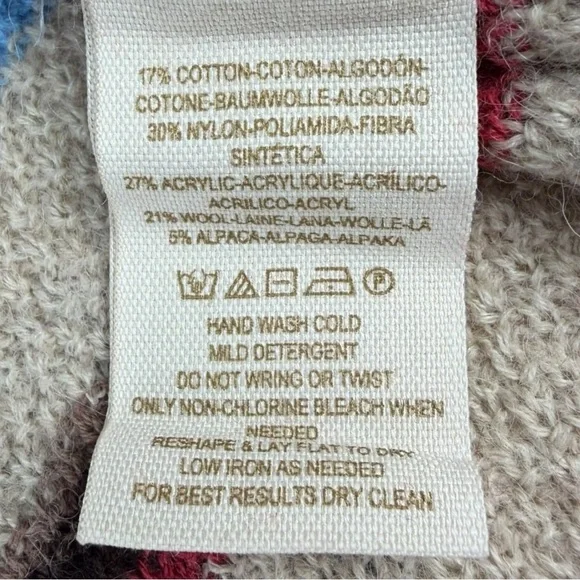 17% COTTON-COTON-ALGODÓN-
COTONE-BAUMWOLLE-ALGODÃO
30% NYLON-POLIAMIDA-FIBRA
SINTÉTICA
27% ACRYLIC-ACRYLIQUE-ACRÍLICO-
ACRILICO-ACRYL
21% WOOL-LAINE-LANA-WOLLE-LÃ
5% ALPACA-ALPAGA-ALPAKA
P
HAND WASH COLD
MILD DETERGENT
DO NOT WRING OR TWIST
ONLY NON-CHLORINE BLEACH WHEN
NEEDED
RESHAPE & LAY FLAT TO DRY
LOW IRON AS NEEDED
FOR BEST RESULTS DRY CLEAN